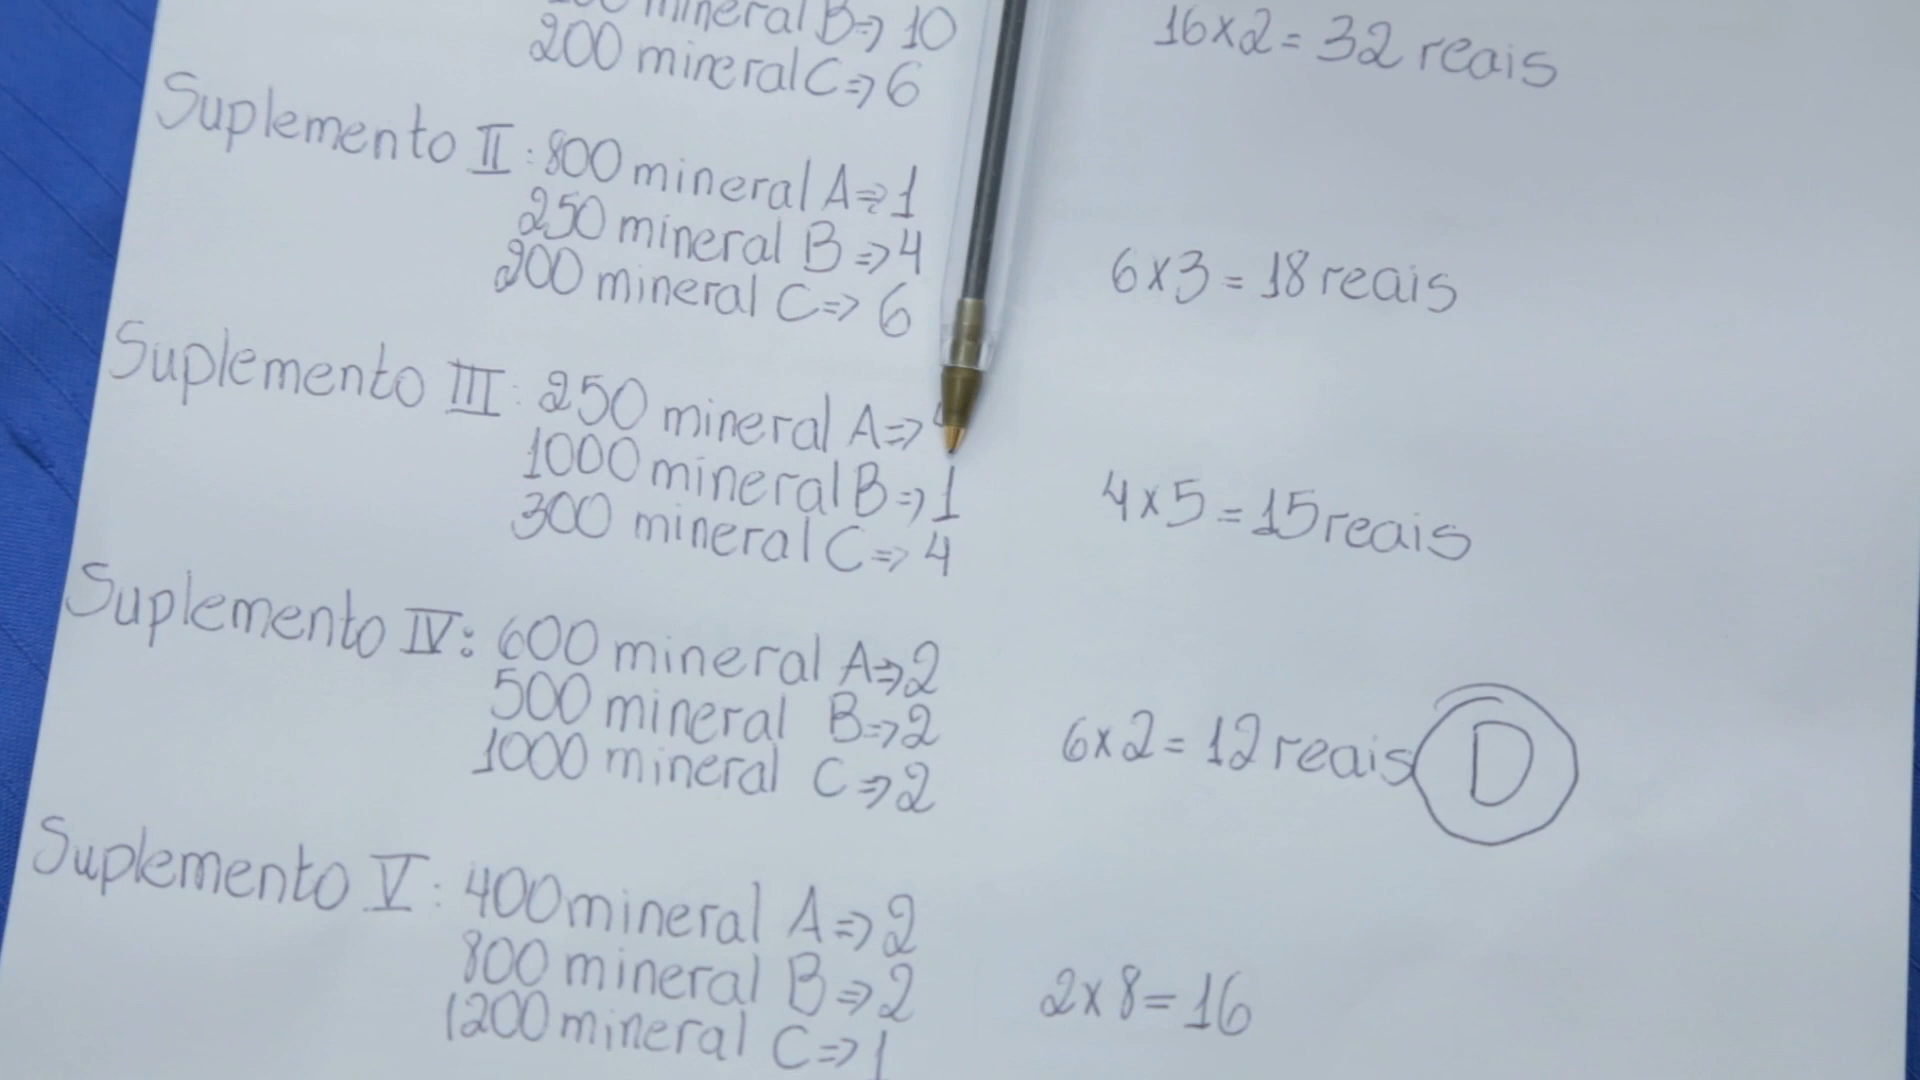 mineral B => 10
200 mineral C => 6
16x2 = 32 reais
Suplemento II: 800 mineral A => 1
250 mineral B => 4
200 mineral C => 6
6x3 = 18 reais
Suplemento III: 250 mineral A =>
1000 mineral B => 1
300 mineral C => 4
4x5 = 15 reais
Suplemento IV: 600 mineral A => 2
500 mineral B => 2
1000 mineral C => 2
6x2 = 12 reais D
Suplemento V: 400 mineral A => 2
800 mineral B => 2
1200 mineral C => 1
2x8 = 16